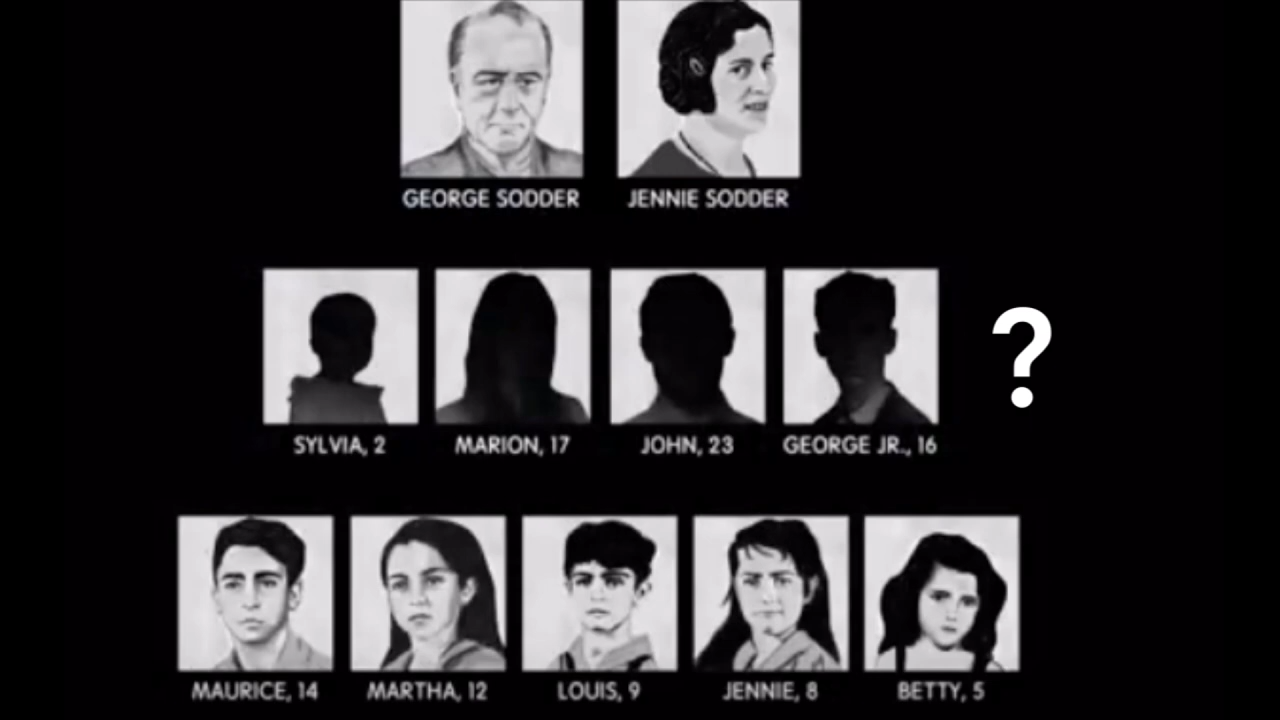 GEORGE SODDER
JENNIE SODDER
?
SYLVIA, 2
MARION, 17
JOHN, 23
GEORGE JR., 16
MAURICE, 14
MARTHA, 12
LOUIS, 9
JENNIE, 8
BETTY, 5